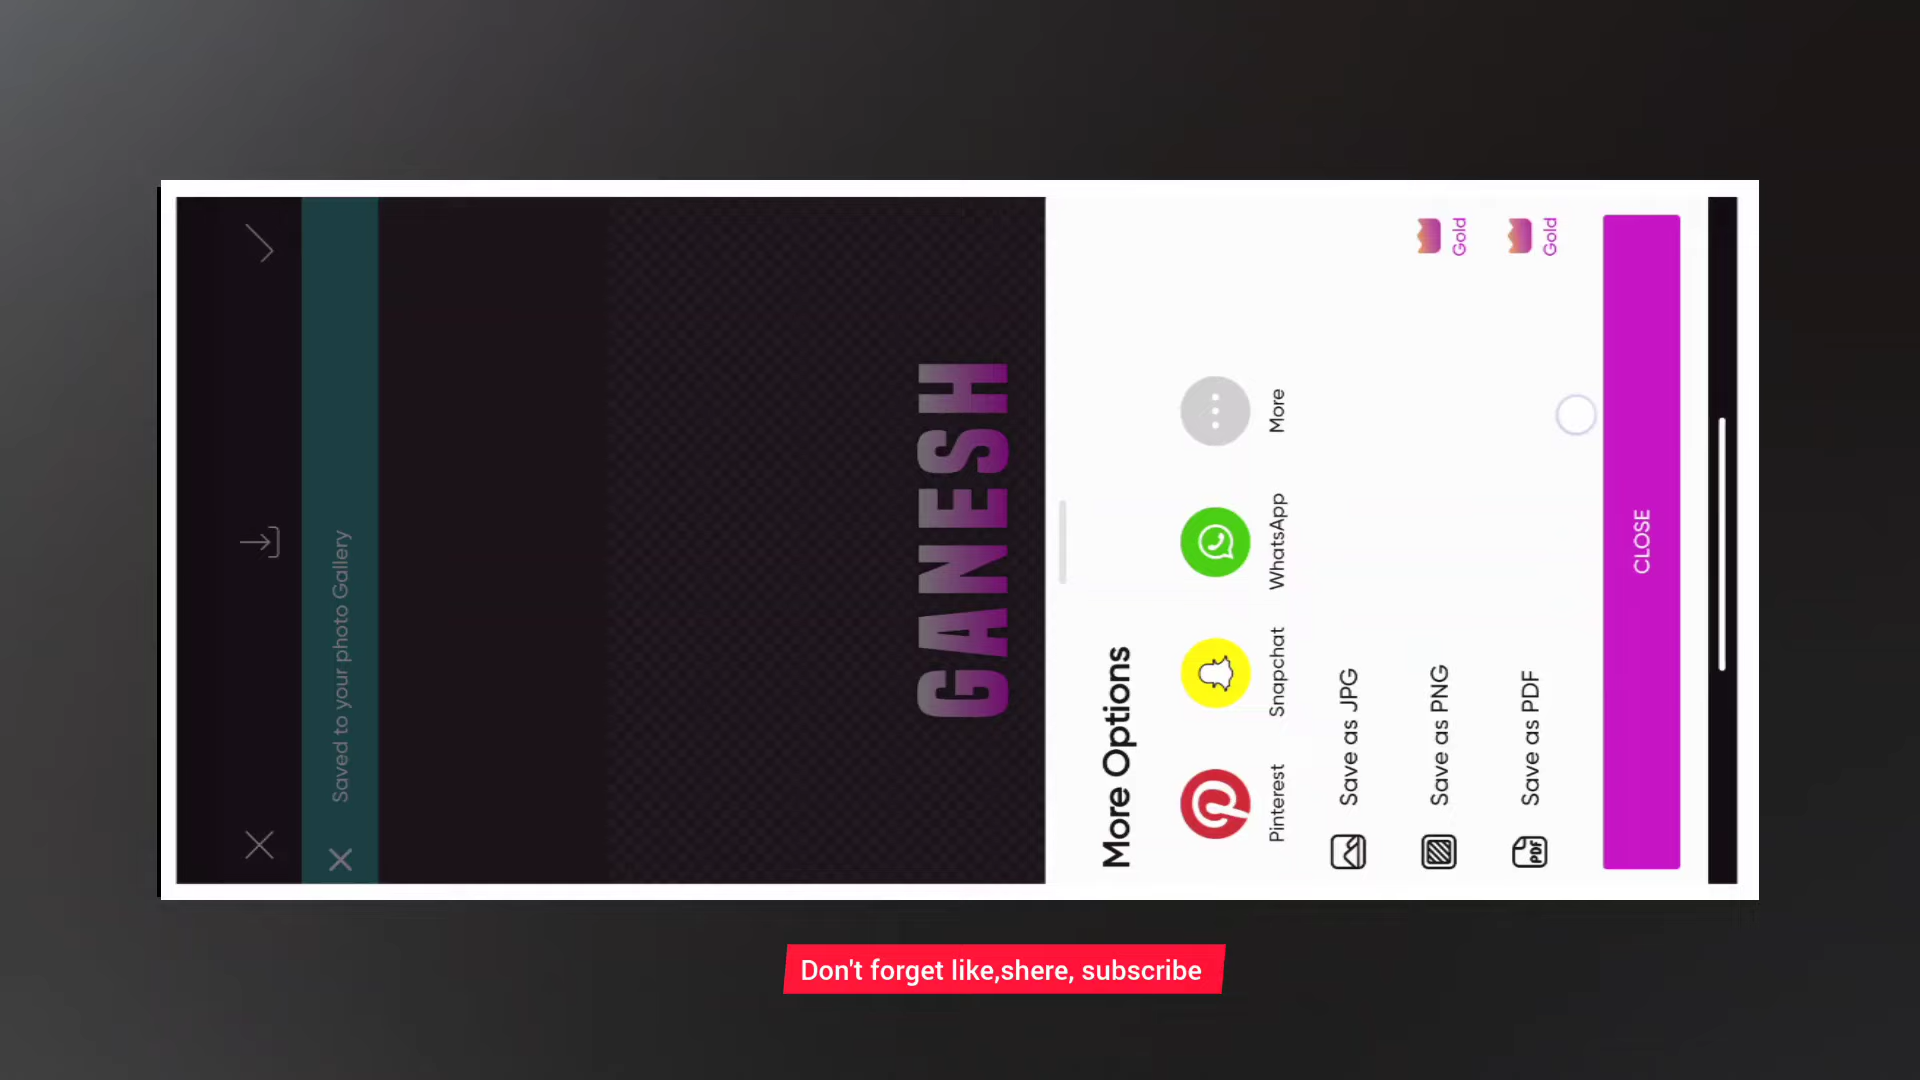 Saved to your photo Gallery
GANESH
More Options
Pinterest
Snapchat
WhatsApp
More
Save as JPG
Save as PNG
Gold
PDF
Save as PDF
Gold
CLOSE
Don't forget like,shere, subscribe